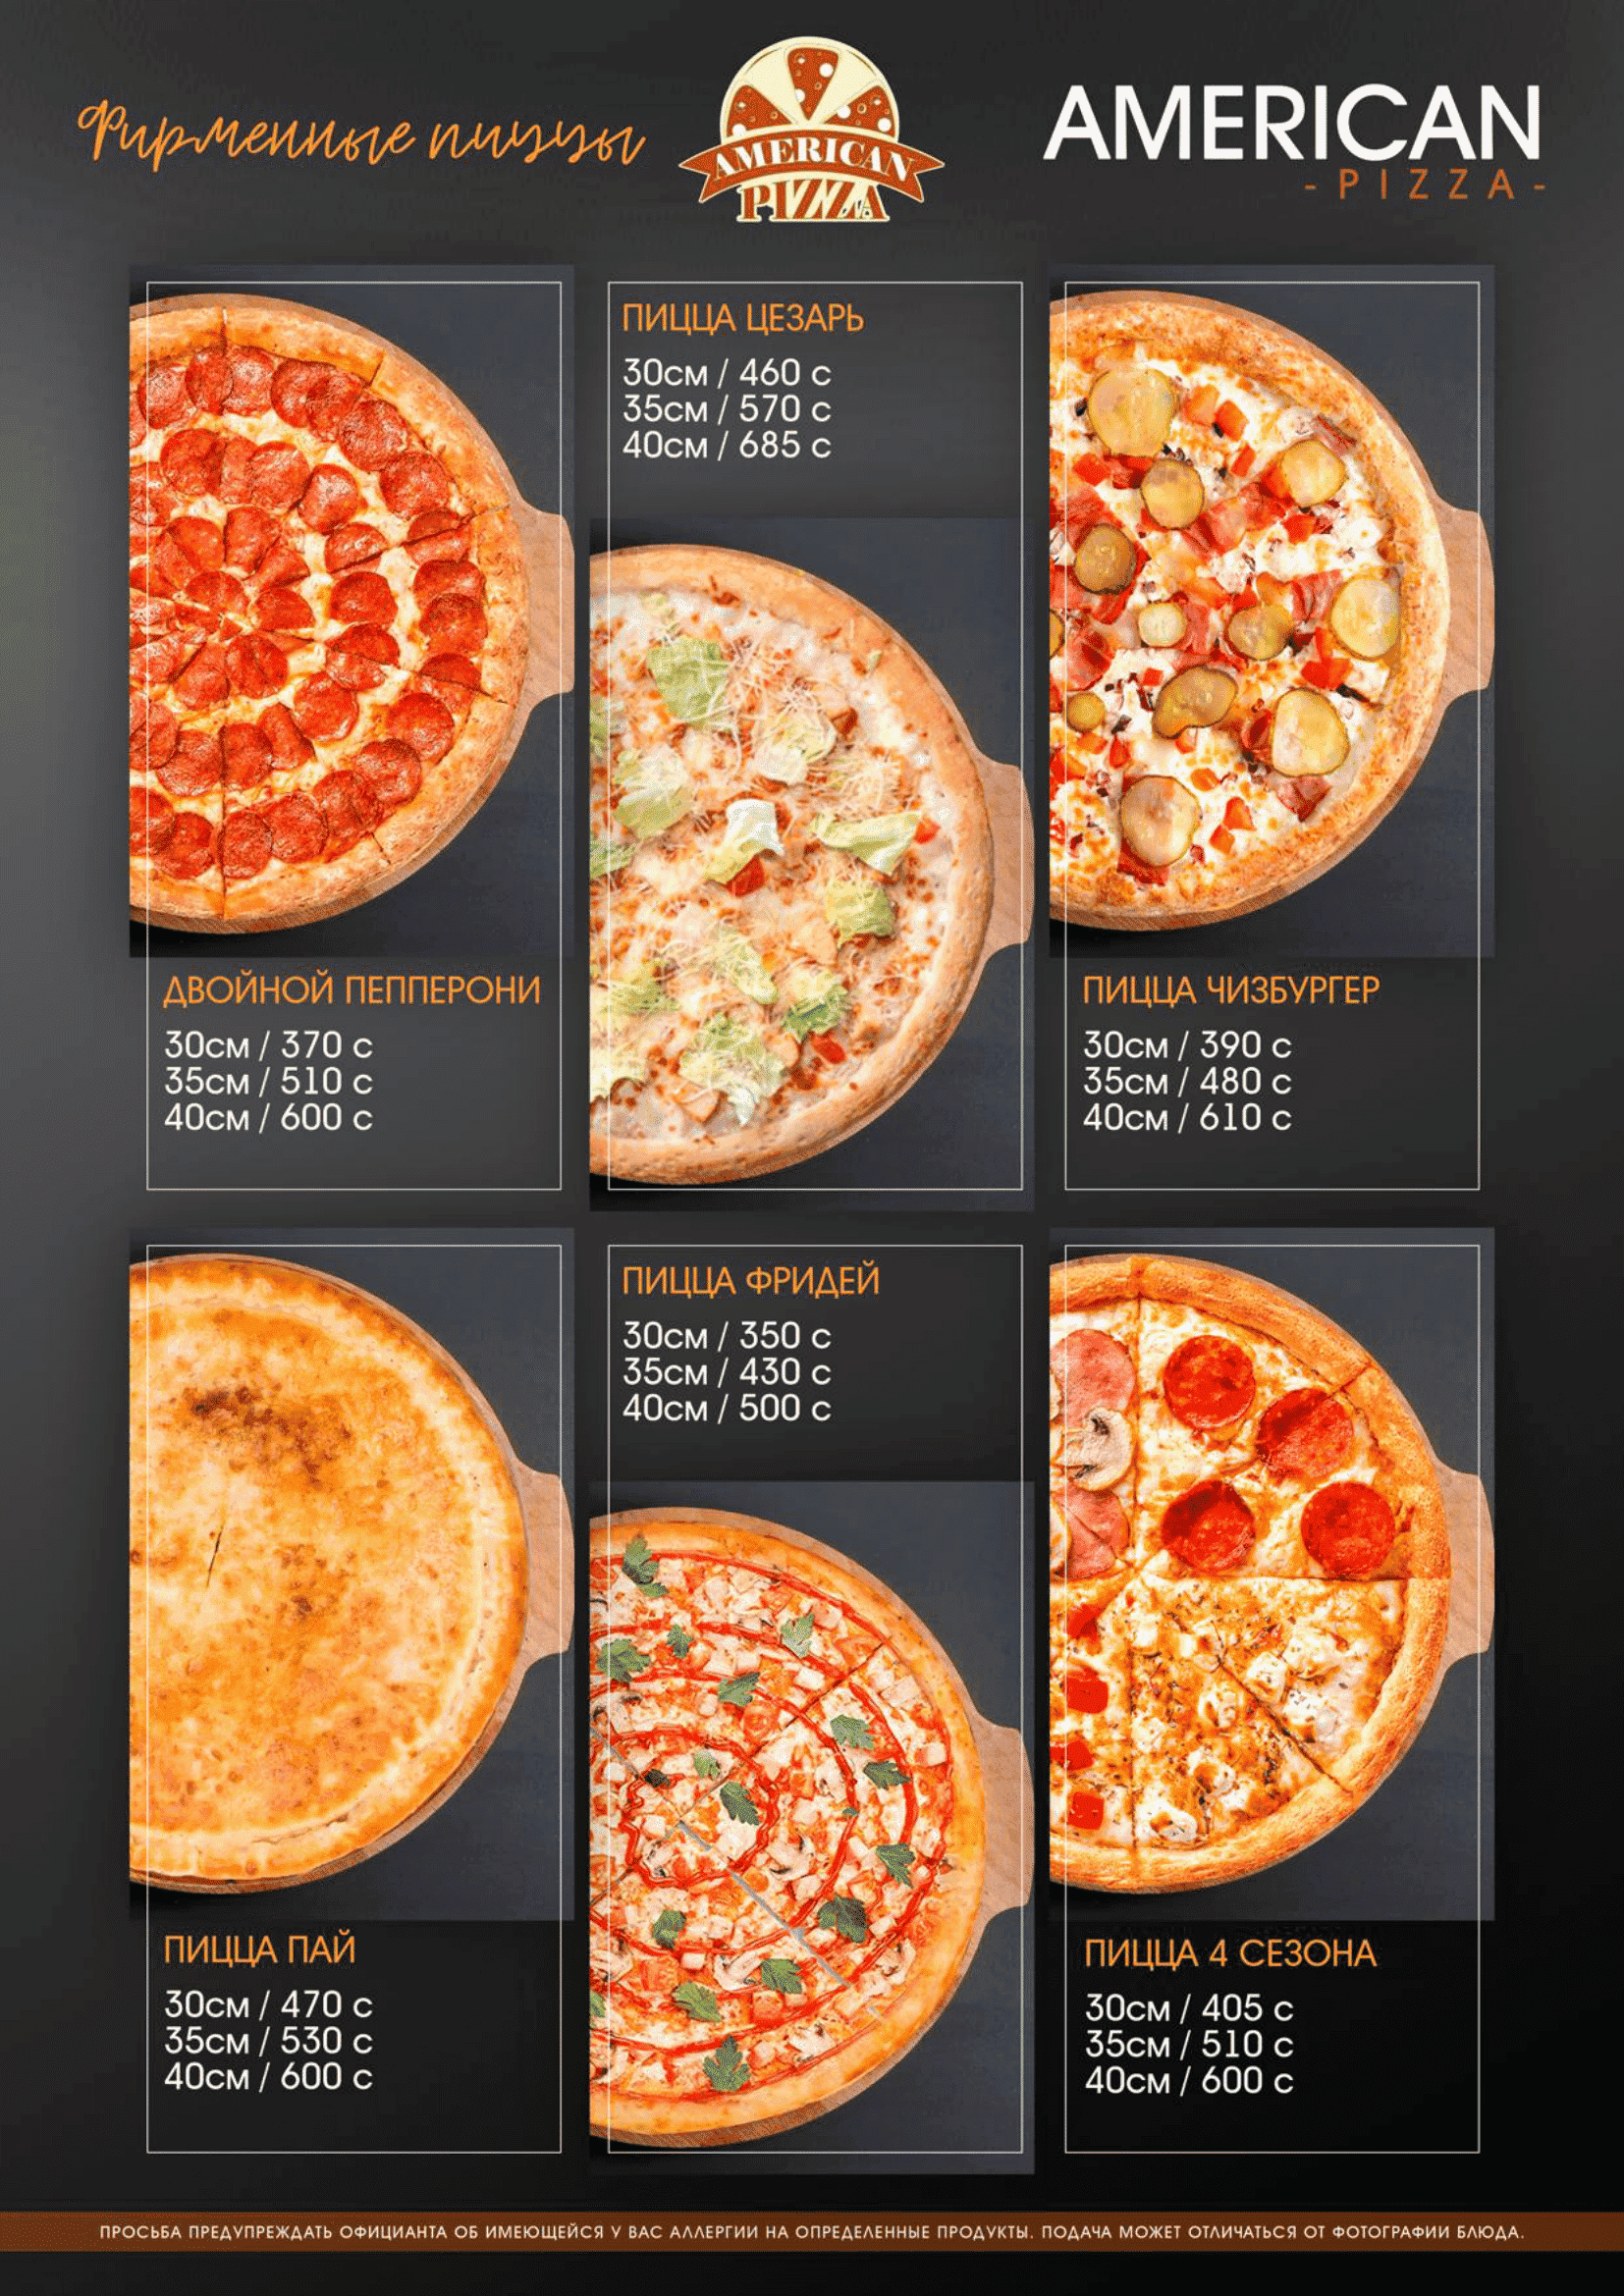 Фирменные пиццы
AMERICAN
PIZZA
AMERICAN
- PIZZA -
ПИЦЦА ЦЕЗАРЬ
30см / 460 с
35см / 570 с
40см / 685 с
ДВОЙНОЙ ПЕППЕРОНИ
30см / 370 с
35см / 510 с
40см / 600 с
ПИЦЦА ЧИЗБУРГЕР
30см / 390 с
35см / 480 с
40см / 610 с
ПИЦЦА ФРИДЕЙ
30см / 350 с
35см / 430 с
40см / 500 с
ПИЦЦА ПАЙ
30см / 470 с
35см / 530 с
40см / 600 с
ПИЦЦА 4 СЕЗОНА
30см / 405 с
35см / 510 с
40см / 600 с
ПРОСЬБА ПРЕДУПРЕЖДАТЬ ОФИЦИАНТА ОБ ИМЕЮЩЕЙСЯ У ВАС АЛЛЕРГИИ НА ОПРЕДЕЛЕННЫЕ ПРОДУКТЫ. ПОДАЧА МОЖЕТ ОТЛИЧАТЬСЯ ОТ ФОТОГРАФИИ БЛЮДА.